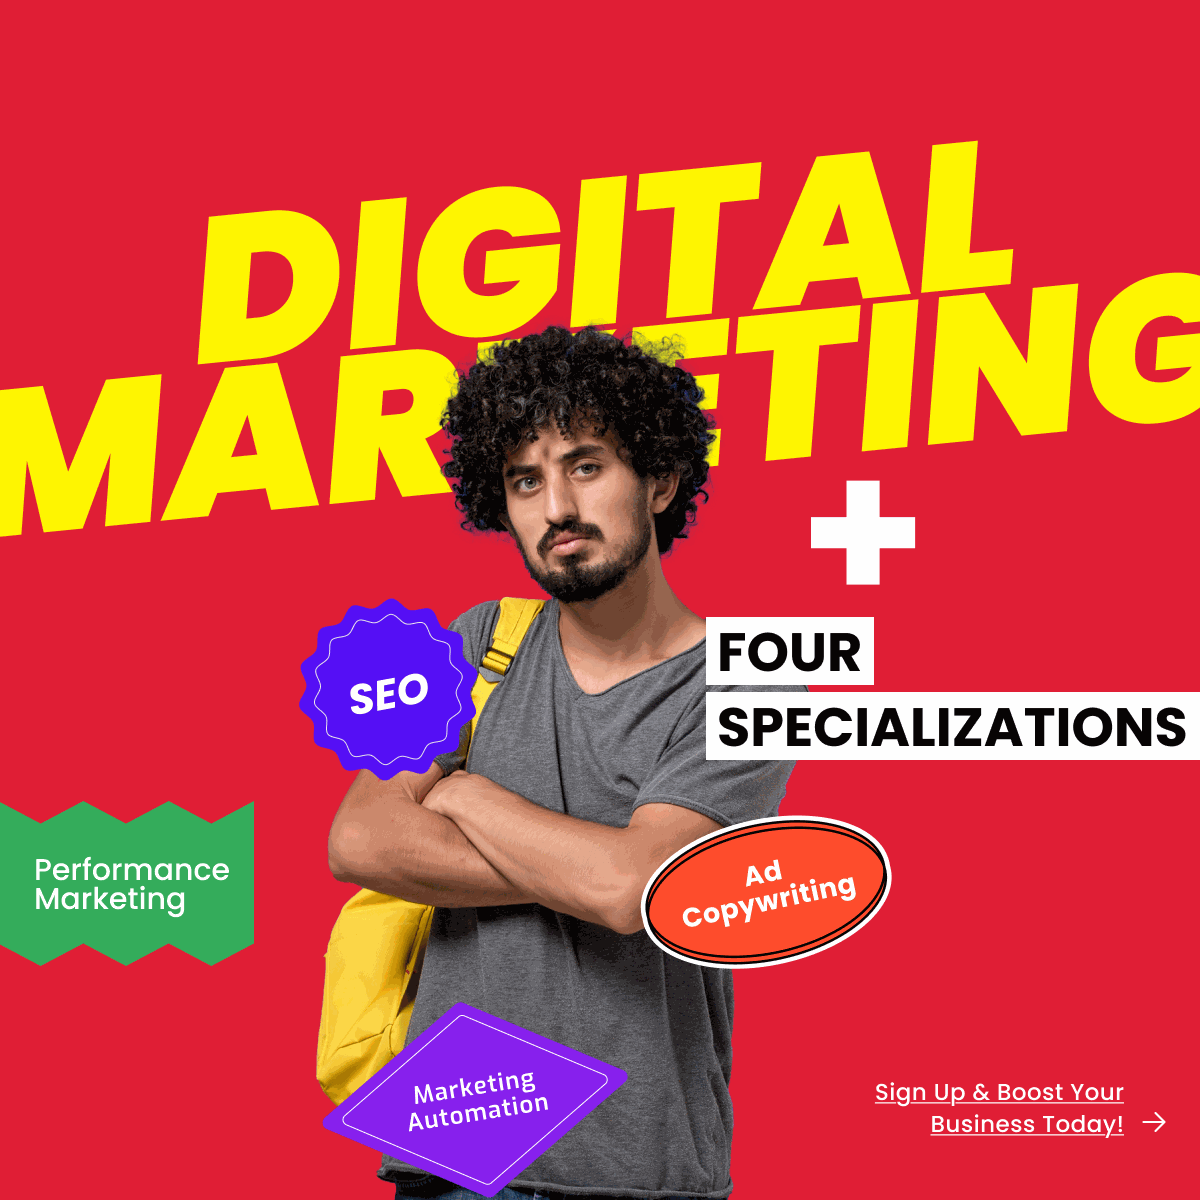 DIGITAL
MARKETING
FOUR
SPECIALIZATIONS
SEO
Performance
Marketing
Ad
Copywriting
Marketing
Automation
Sign Up & Boost Your
Business Today!